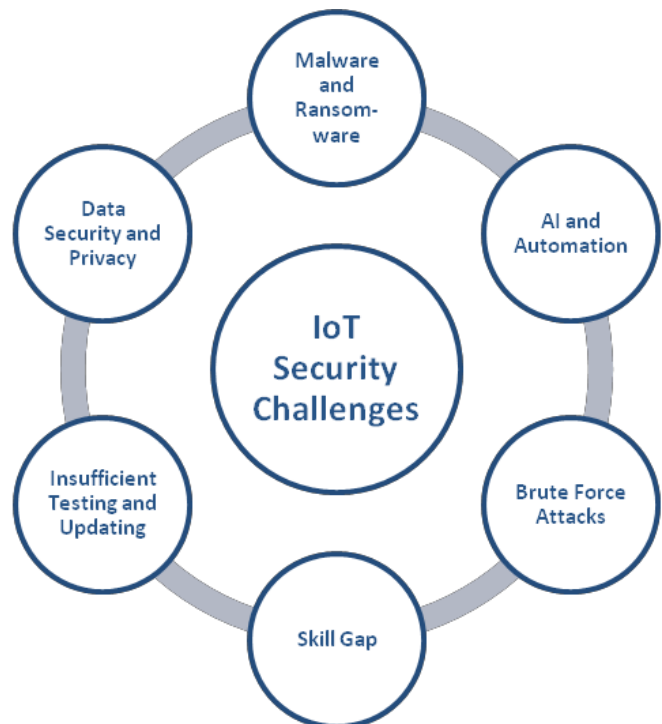 Malware
and
Ransom-
ware
AI and
Automation
Brute Force
Attacks
Skill Gap
Insufficient
Testing and
Updating
Data
Security and
Privacy
IoT
Security
Challenges